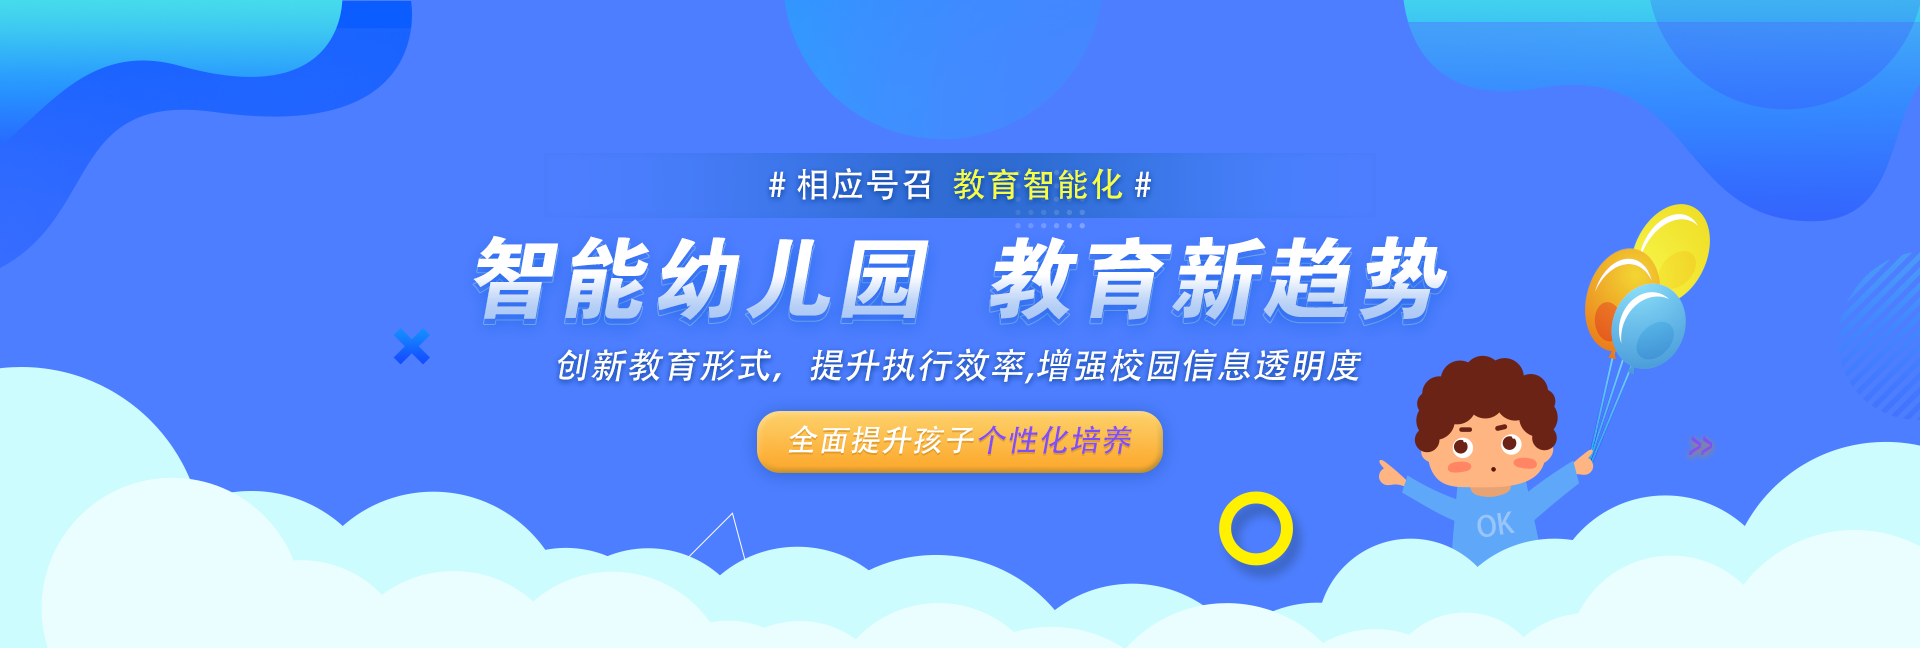 # 相应号召 教育智能化 #
智能幼儿园 教育新趋势
创新教育形式，提升执行效率,增强校园信息透明度
全面提升孩子个性化培养
OK